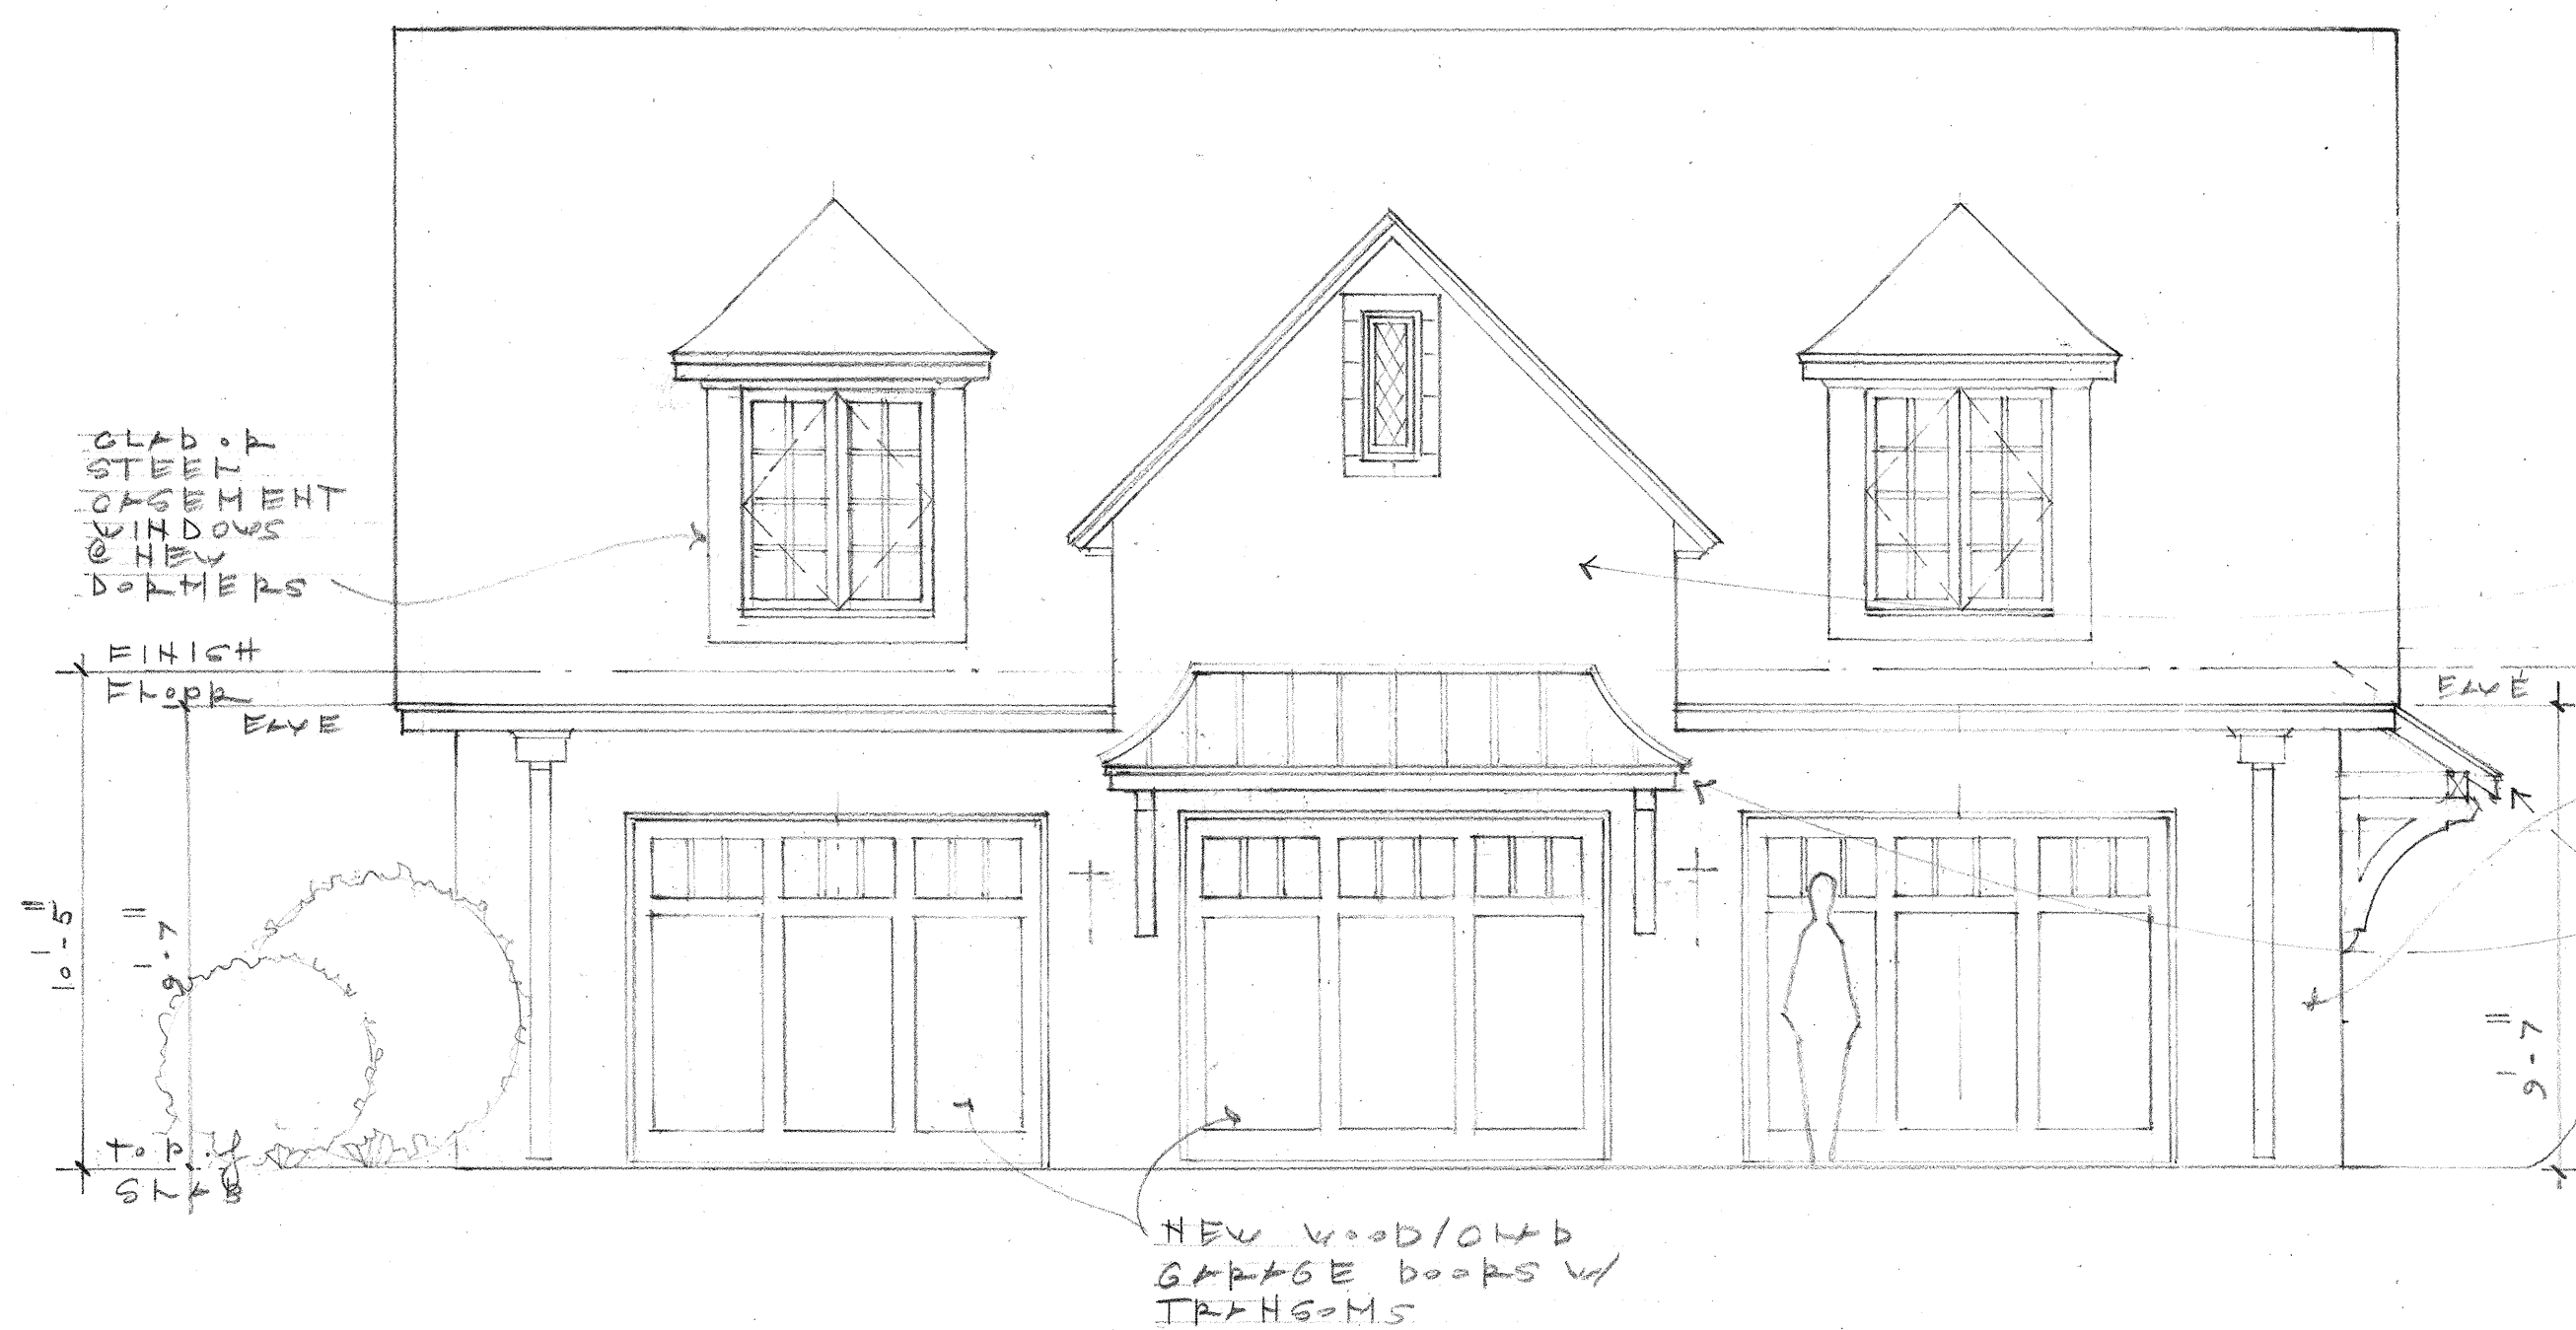 CLAD OR
STEEL
CASEMENT
WINDOWS
@ NEW
DORMERS
FINISH
FLOOR
EAVE
EAVE
10'-5"
9'-7"
9'-7"
TOP OF
SLAB
NEW WOOD/CLAD
GARAGE DOORS W/
TRANSOMS